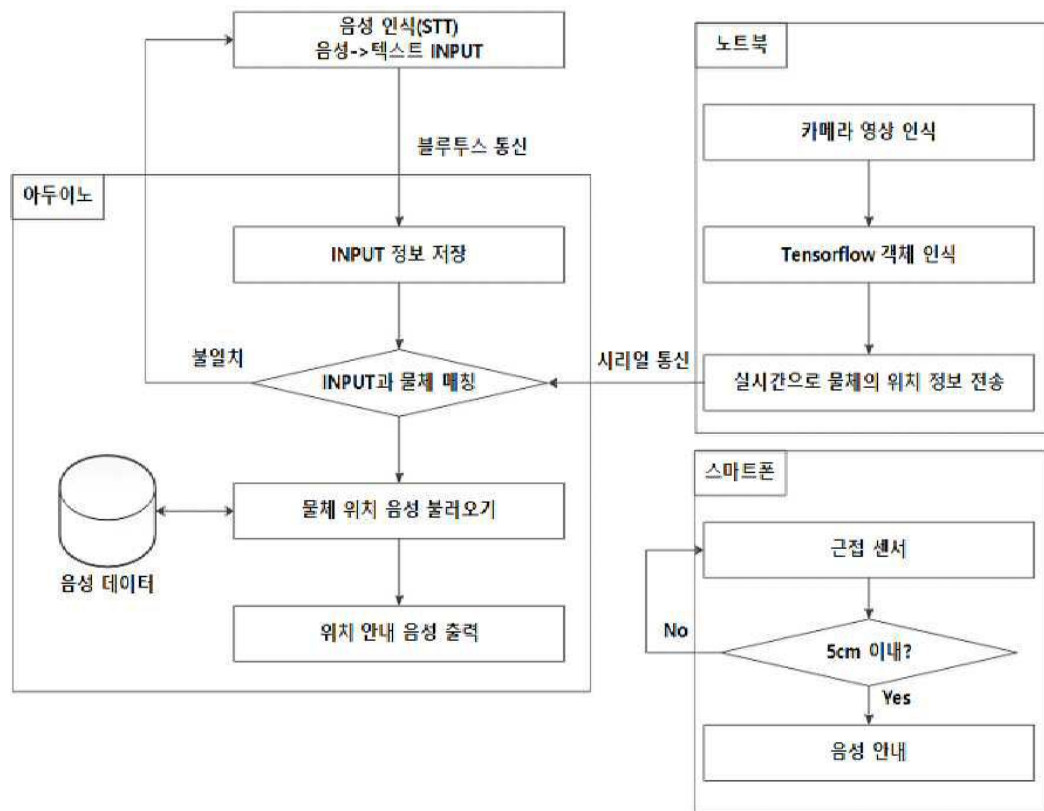 음성 인식(STT)
음성->텍스트 INPUT
블루투스 통신
아두이노
INPUT 정보 저장
불일치
INPUT과 물체 매칭
물체 위치 음성 불러오기
음성 데이터
위치 안내 음성 출력
시리얼 통신
노트북
카메라 영상 인식
Tensorflow 객체 인식
실시간으로 물체의 위치 정보 전송
스마트폰
근접 센서
No
5cm 이내?
Yes
음성 안내